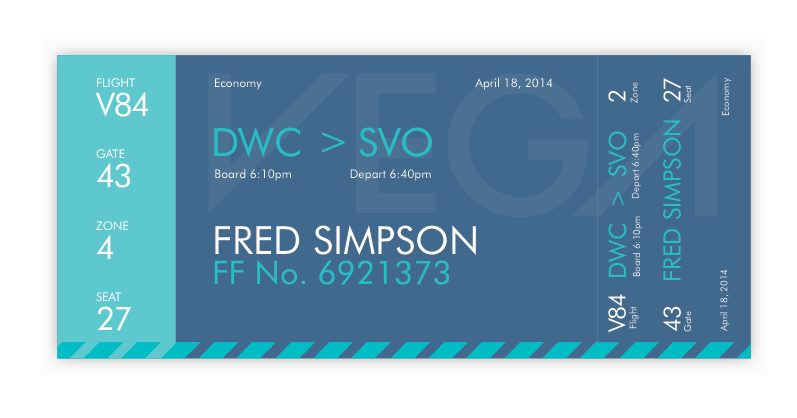 FLIGHT
V84
GATE
43
ZONE
4
SEAT
27
VEGA
Economy
April 18, 2014
DWC > SVO
Board 6:10pm
Depart 6:40pm
FRED SIMPSON
FF No. 6921373
V84 DWC > SVO 2
Flight Board 6:10pm Depart 6:40pm Zone
43 FRED SIMPSON 27
Gate Seat
April 18, 2014 Economy